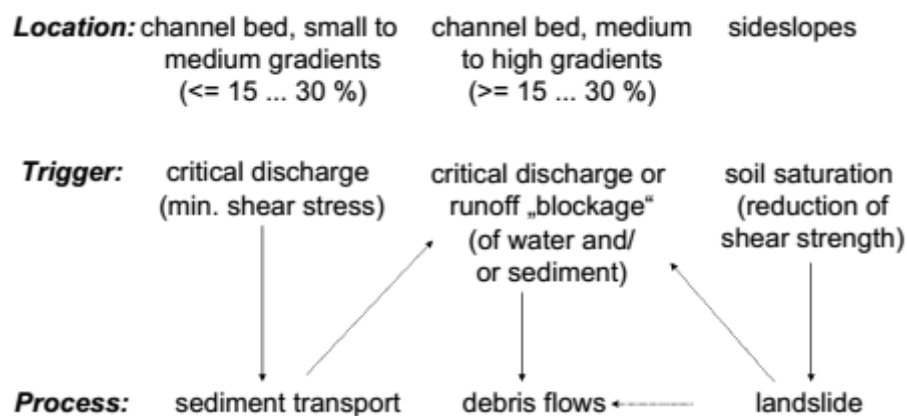 Location: channel bed, small to medium gradients (<= 15 ... 30 %)
channel bed, medium to high gradients (>= 15 ... 30 %)
sideslopes
Trigger: critical discharge (min. shear stress)
critical discharge or runoff „blockage“ (of water and/ or sediment)
soil saturation (reduction of shear strength)
Process: sediment transport debris flows landslide